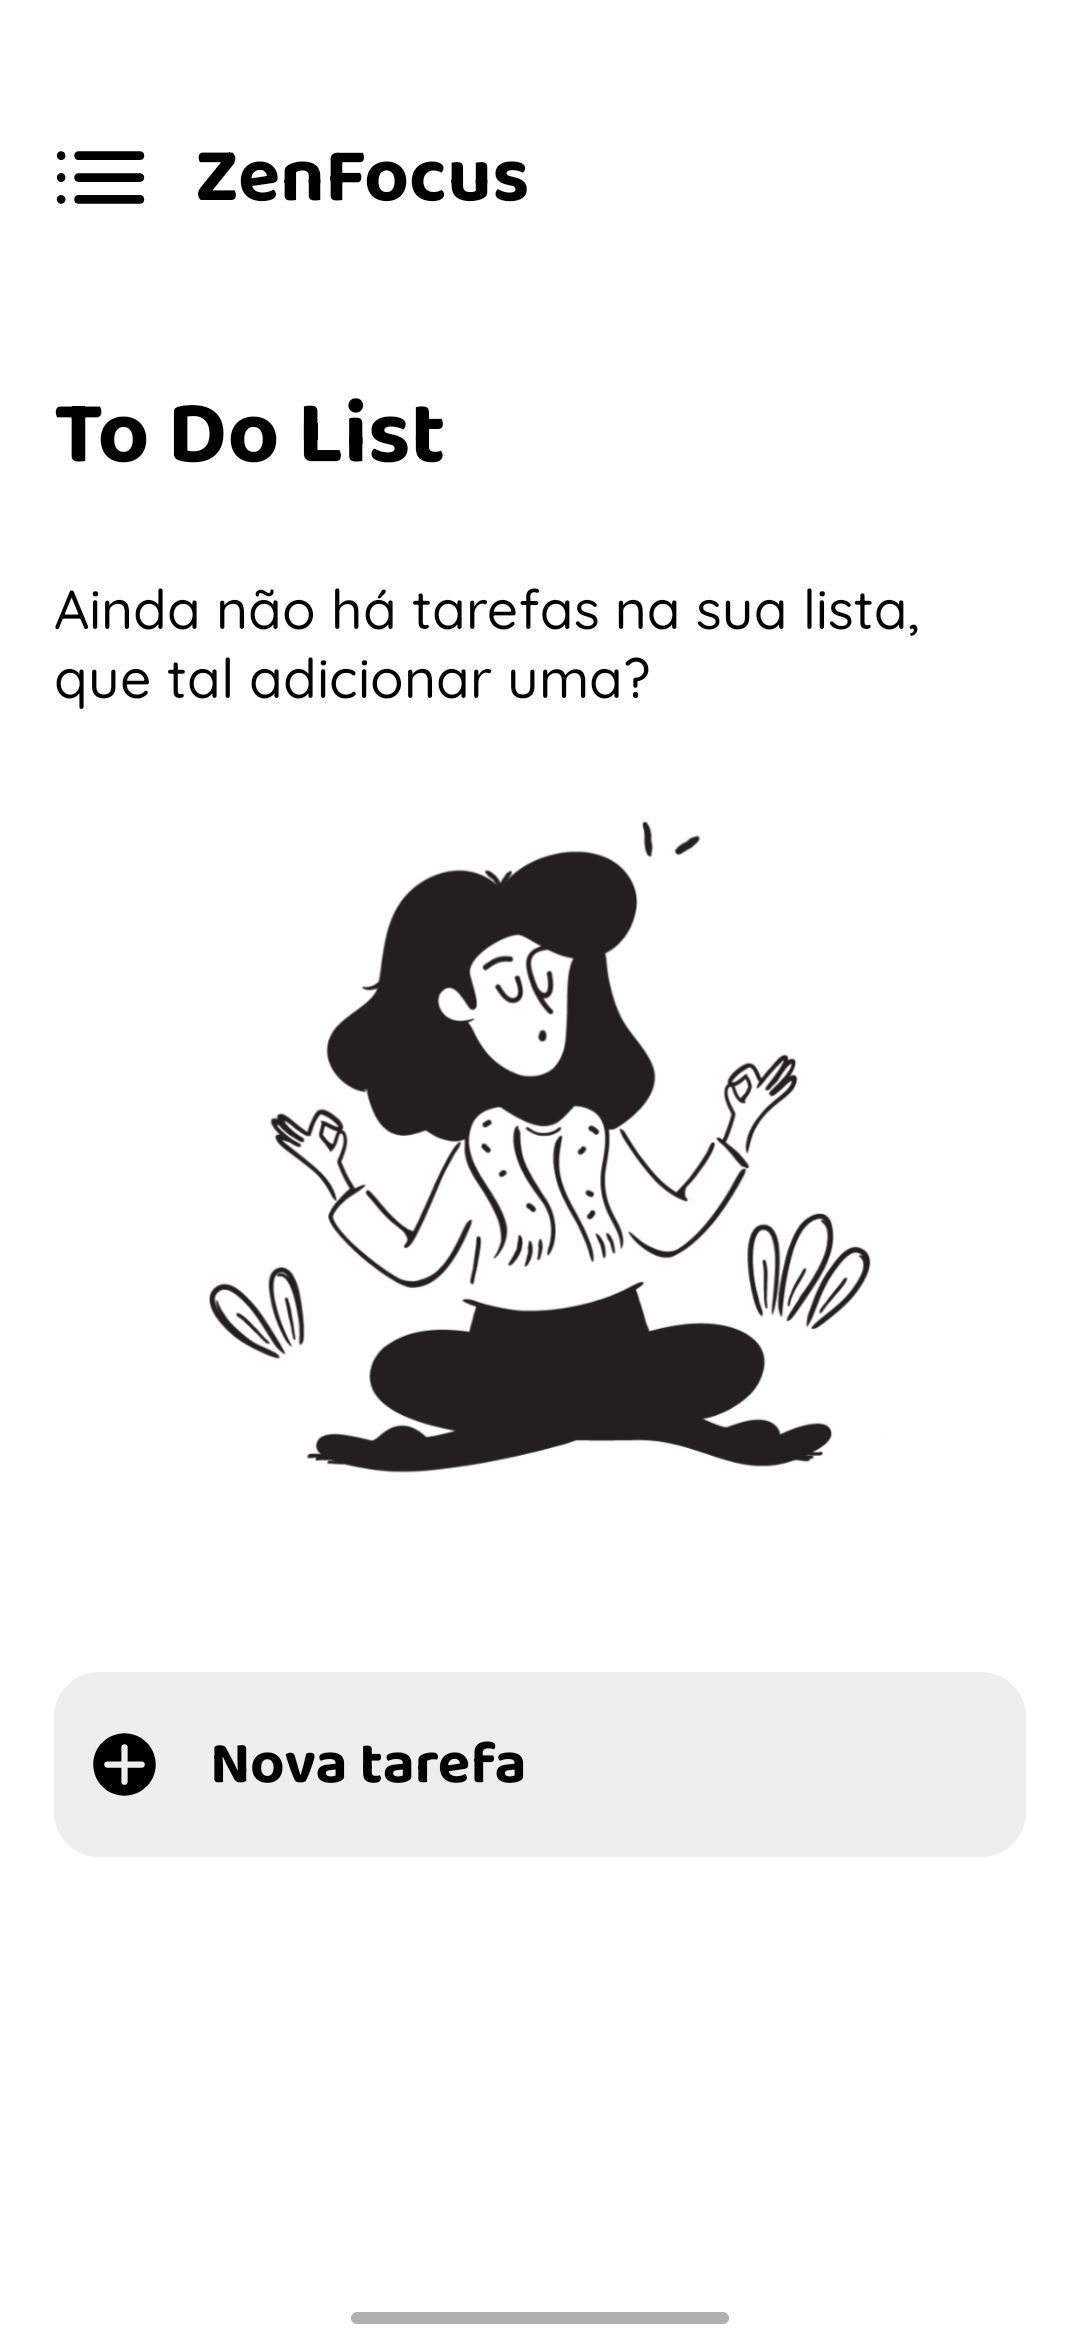 ZenFocus
To Do List
Ainda não há tarefas na sua lista,
que tal adicionar uma?
Nova tarefa